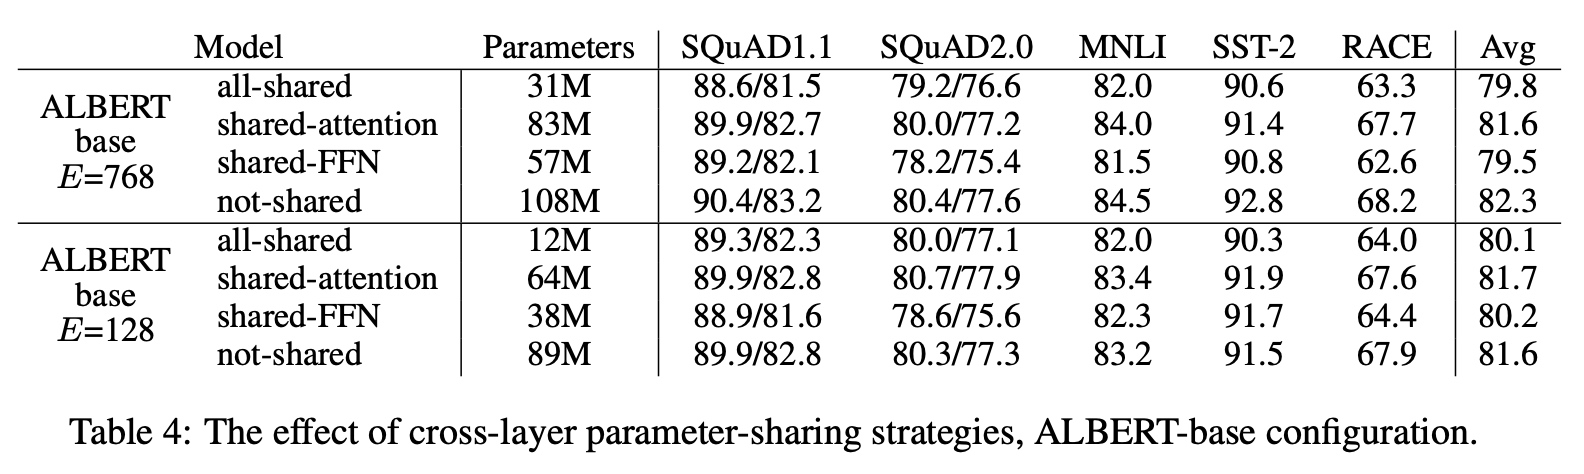 Model Parameters SQuAD1.1 SQuAD2.0 MNLI SST-2 RACE Avg
ALBERT base E=768
all-shared 31M 88.6/81.5 79.2/76.6 82.0 90.6 63.3 79.8
shared-attention 83M 89.9/82.7 80.0/77.2 84.0 91.4 67.7 81.6
shared-FFN 57M 89.2/82.1 78.2/75.4 81.5 90.8 62.6 79.5
not-shared 108M 90.4/83.2 80.4/77.6 84.5 92.8 68.2 82.3
ALBERT base E=128
all-shared 12M 89.3/82.3 80.0/77.1 82.0 90.3 64.0 80.1
shared-attention 64M 89.9/82.8 80.7/77.9 83.4 91.9 67.6 81.7
shared-FFN 38M 88.9/81.6 78.6/75.6 82.3 91.7 64.4 80.2
not-shared 89M 89.9/82.8 80.3/77.3 83.2 91.5 67.9 81.6
Table 4: The effect of cross-layer parameter-sharing strategies, ALBERT-base configuration.